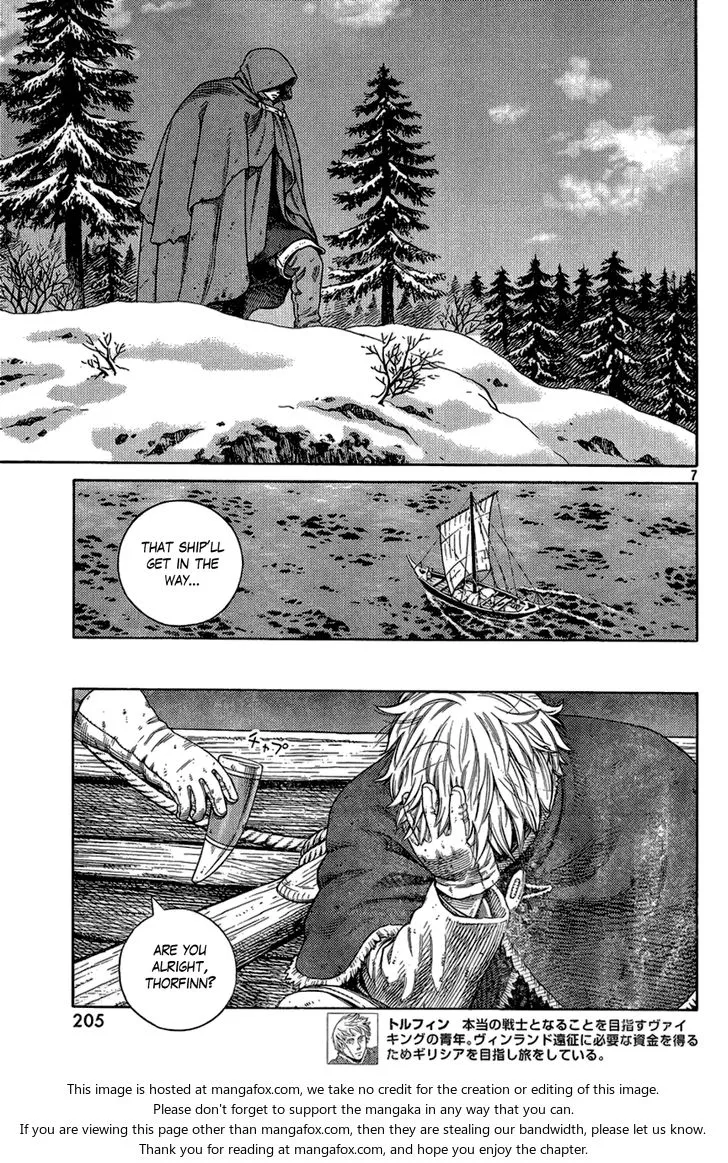 7
THAT SHIP'LL
GET IN THE
WAY...
チャプ
ARE YOU
ALRIGHT,
THORFINN?
205
トルフィン 本当の戦士となることを目指すヴァイ
キングの青年。ヴィンランド遠征に必要な資金を得る
ためギリシアを目指し旅をしている。
This image is hosted at mangafox.com, we take no credit for the creation or editing of this image.
Please don't forget to support the mangaka in any way that you can.
If you are viewing this page other than mangafox.com, then they are stealing our bandwidth, please let us know.
Thank you for reading at mangafox.com, and hope you enjoy the chapter.